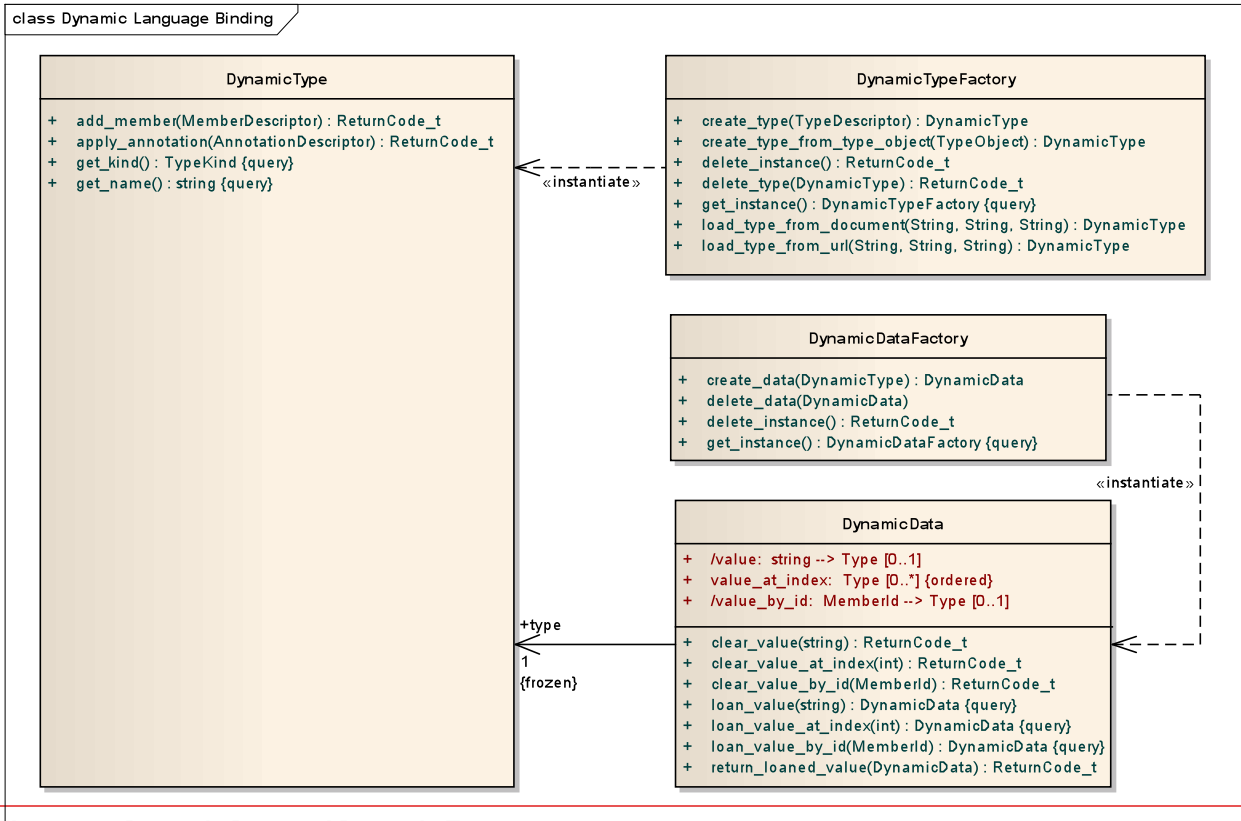 class Dynamic Language Binding
DynamicType
+ add_member(MemberDescriptor) : ReturnCode_t
+ apply_annotation(AnnotationDescriptor) : ReturnCode_t
+ get_kind() : TypeKind {query}
+ get_name() : string {query}
DynamicTypeFactory
+ create_type(TypeDescriptor) : DynamicType
+ create_type_from_type_object(TypeObject) : DynamicType
+ delete_instance() : ReturnCode_t
+ delete_type(DynamicType) : ReturnCode_t
+ get_instance() : DynamicTypeFactory {query}
+ load_type_from_document(String, String, String) : DynamicType
+ load_type_from_url(String, String, String) : DynamicType
«instantiate»
DynamicDataFactory
+ create_data(DynamicType) : DynamicData
+ delete_data(DynamicData)
+ delete_instance() : ReturnCode_t
+ get_instance() : DynamicDataFactory {query}
«instantiate»
DynamicData
+ /value: string --> Type [0..1]
+ value_at_index: Type [0..*] {ordered}
+ /value_by_id: MemberId --> Type [0..1]
+ clear_value(string) : ReturnCode_t
+ clear_value_at_index(int) : ReturnCode_t
+ clear_value_by_id(MemberId) : ReturnCode_t
+ loan_value(string) : DynamicData {query}
+ loan_value_at_index(int) : DynamicData {query}
+ loan_value_by_id(MemberId) : DynamicData {query}
+ return_loaned_value(DynamicData) : ReturnCode_t
+type
1
{frozen}